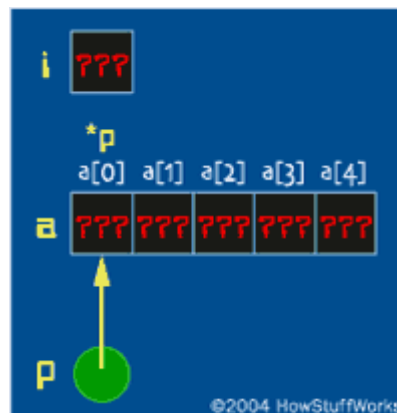 i ???
*p
a[0] a[1] a[2] a[3] a[4]
a ??? ??? ??? ??? ???
p
©2004 HowStuffWorks